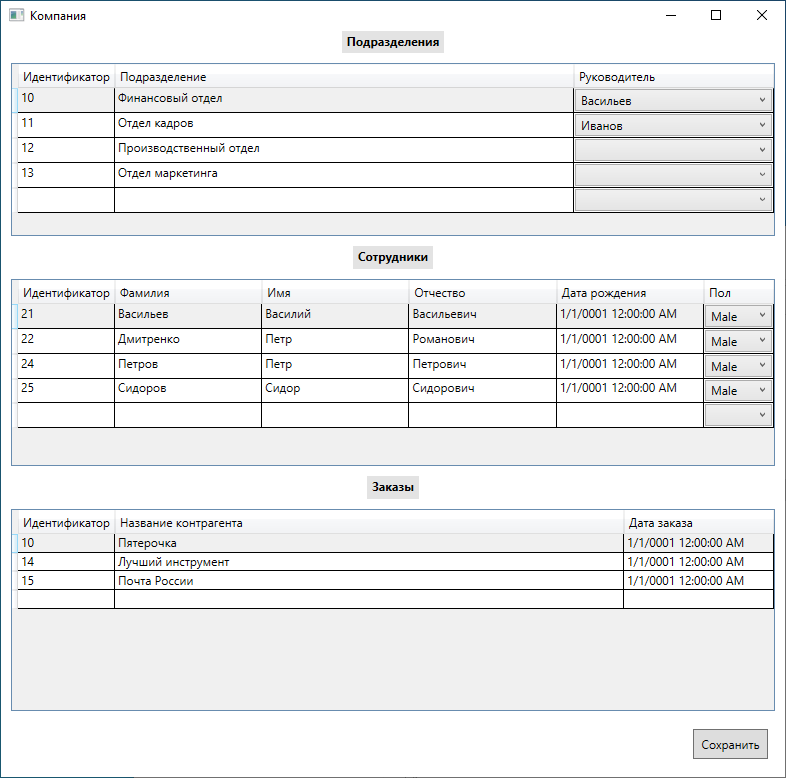 Компания
Подразделения
Идентификатор Подразделение Руководитель
10 Финансовый отдел Васильев
11 Отдел кадров Иванов
12 Производственный отдел
13 Отдел маркетинга
Сотрудники
Идентификатор Фамилия Имя Отчество Дата рождения Пол
21 Васильев Василий Васильевич 1/1/0001 12:00:00 AM Male
22 Дмитренко Петр Романович 1/1/0001 12:00:00 AM Male
24 Петров Петр Петрович 1/1/0001 12:00:00 AM Male
25 Сидоров Сидор Сидорович 1/1/0001 12:00:00 AM Male
Заказы
Идентификатор Название контрагента Дата заказа
10 Пятерочка 1/1/0001 12:00:00 AM
14 Лучший инструмент 1/1/0001 12:00:00 AM
15 Почта России 1/1/0001 12:00:00 AM
Сохранить